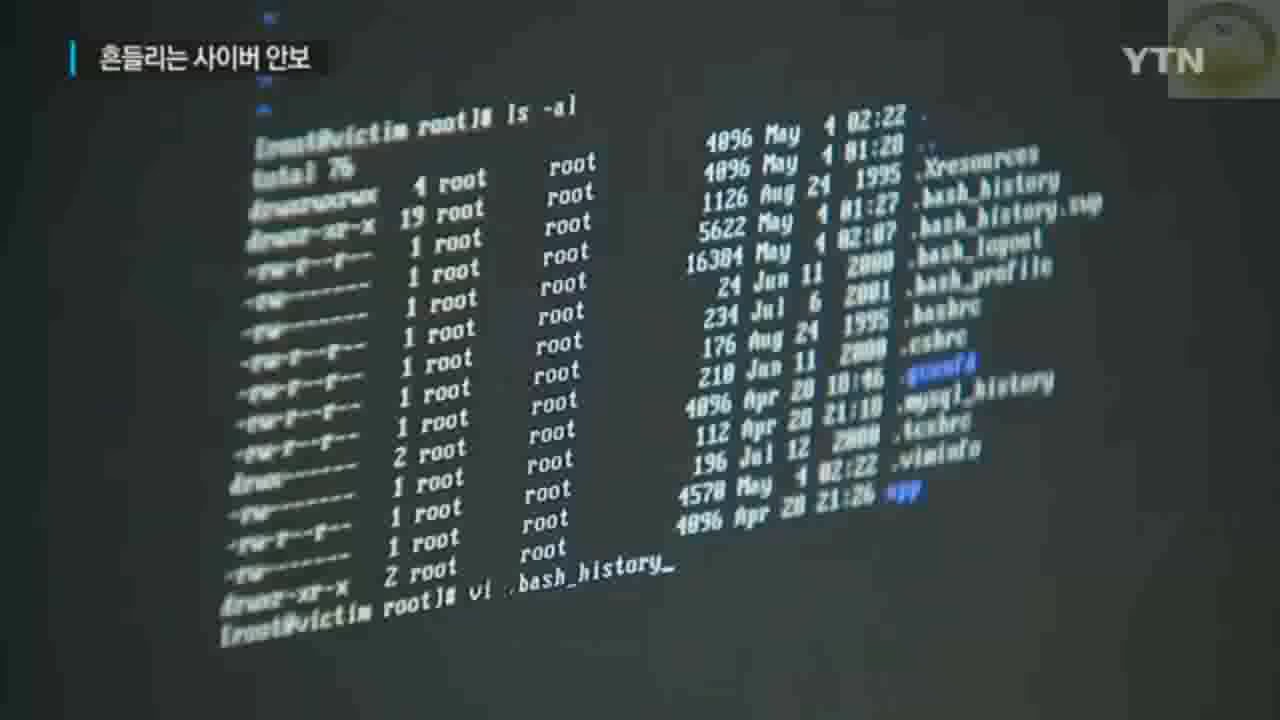 흔들리는 사이버 안보
YTN
[root@victim root]# ls -al
total 76
drwxrwxrwx 4 root root 4096 May 4 02:22 .
drwxr-xr-x 19 root root 4096 May 4 01:20 ..
-rw-r--r-- 1 root root 1126 Aug 24 1995 .Xresources
-rw------- 1 root root 5622 May 4 01:27 .bash_history
-rw------- 1 root root 16384 May 4 02:07 .bash_history.swp
-rw-r--r-- 1 root root 24 Jun 11 2000 .bash_logout
-rw-r--r-- 1 root root 234 Jul 6 2001 .bash_profile
-rw-r--r-- 1 root root 176 Aug 24 1995 .bashrc
-rw-r--r-- 1 root root 210 Jun 11 2000 .cshrc
drwx------ 2 root root 4096 Apr 20 18:46
-rw------- 1 root root 112 Apr 20 21:18 .mysql_history
-rw-r--r-- 1 root root 196 Jul 12 2000 .tcshrc
-rw------- 1 root root 4570 May 4 02:22 .viminfo
drwxr-xr-x 2 root root 4096 Apr 20 21:26
[root@victim root]# vi .bash_history_